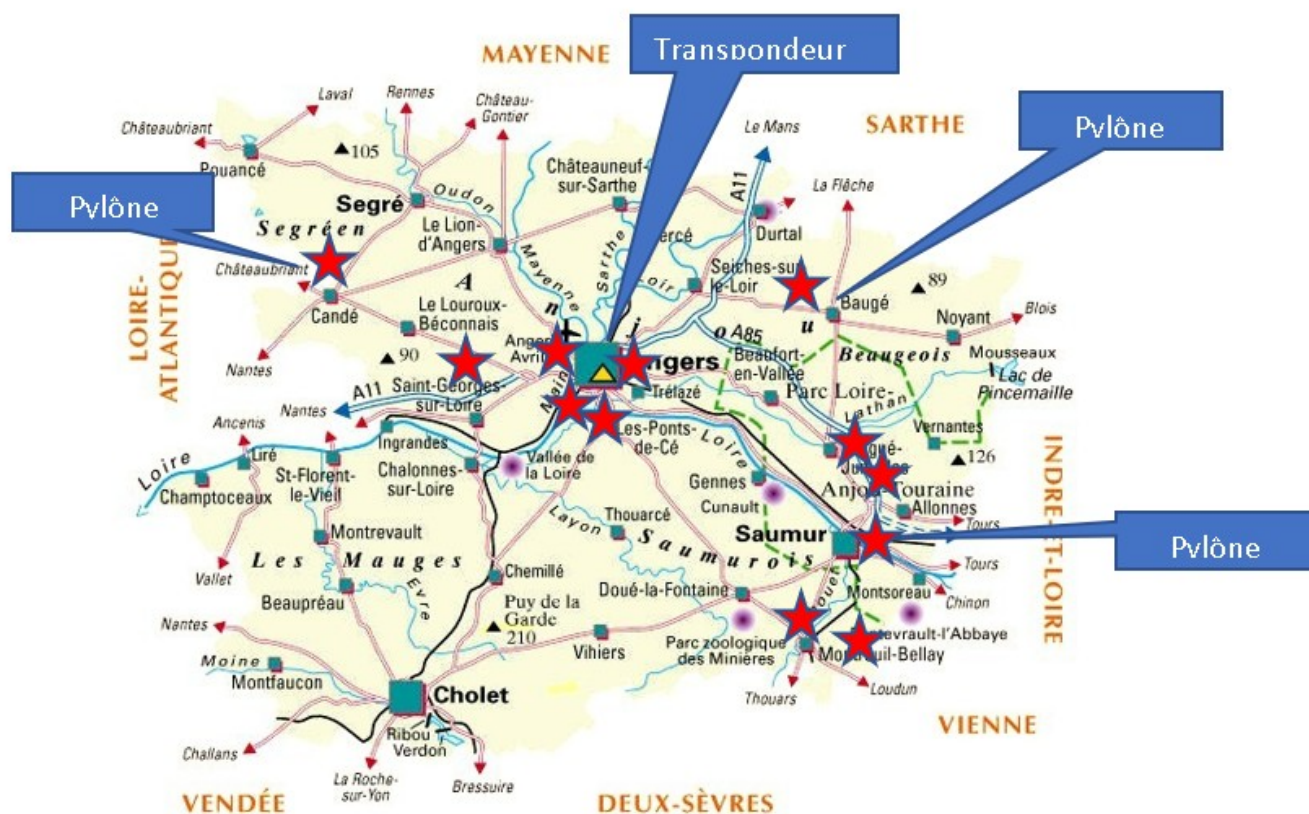 MAYENNE
Transpondeur
SARTHE
Pylône
Laval
Rennes
Château-
Gontier
Le Mans
Châteaubriant
105
Pouancé
Châteauneuf-
sur-Sarthe
A11
La Flêche
Pylône
Segré
Oudon
Segréen
Le Lion-
d'Angers
Durtal
Mayenne
Sarthe
Loir
Seiches-sur-
le-Loir
Châteaubriant
Candé
LOIRE-
ATLANTIQUE
A n j o u
89
Baugé
Le Louroux-
Béconnais
Noyant
Blois
A85
90
Beaufort-
en-Vallée
Beaugeois
Mousseaux
Lac de
Pincemaille
Nantes
A11
Saint-Georges-
sur-Loire
Trélazé
Parc Loire-
Lathan
Nantes
Ancenis
Ingrandes
Les-Ponts-
de-Cé
Loire
Vernantes
Liré
St-Florent-
le-Vieil
Chalonnes-
sur-Loire
Vallée de
la Loire
126
INDRE-ET-LOIRE
Loire
Champtoceaux
Gennes
Cunault
Anjou-Touraine
Allonnes
Tours
Layon
Thouarcé
Montrevault
Saumur
Saumurois
Pylône
Vallet
Les Mauges
Chemillé
Tours
Evre
Doué-la-Fontaine
Montsoreau
Chinon
Beaupréau
Puy de la
Garde
210
Nantes
Vihiers
Parc zoologique
des Minières
Moine
Montfaucon
Thouars
Loudun
Cholet
Ribou
Verdon
VIENNE
Challans
La Roche-
sur-Yon
Bressuire
VENDÉE
DEUX-SÈVRES